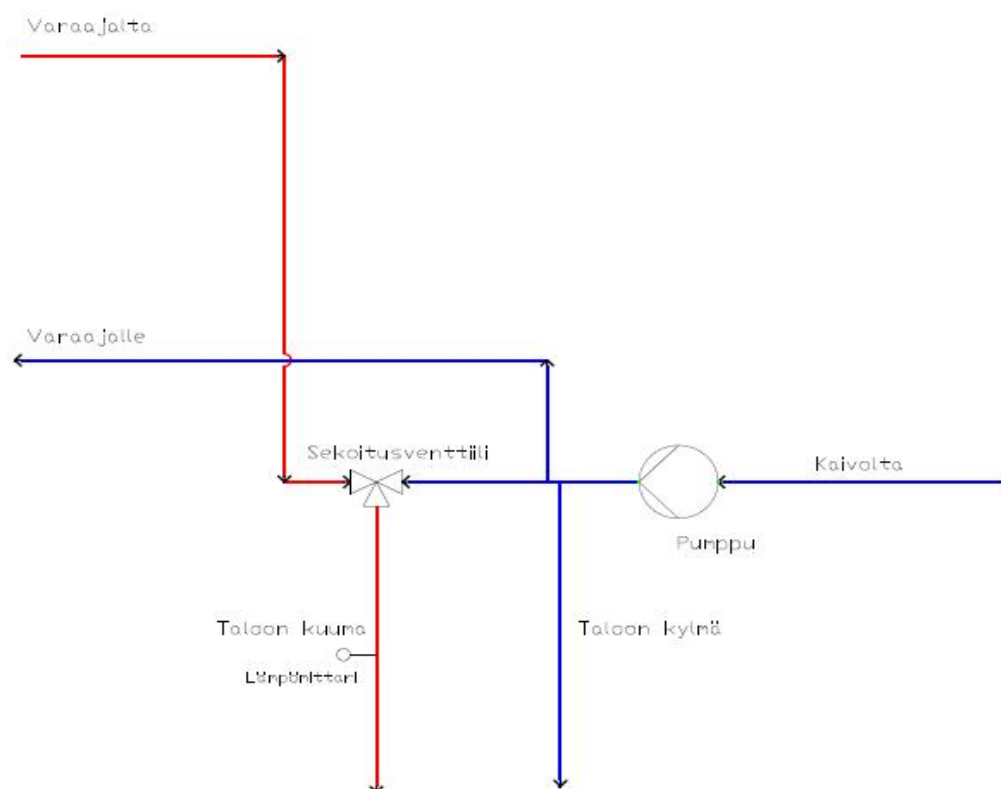 Varaajalta
Varaajalle
Sekoitusventtiili
Kaivolta
Pumppu
Taloon kuuma
Taloon kylmä
Lämpömittari